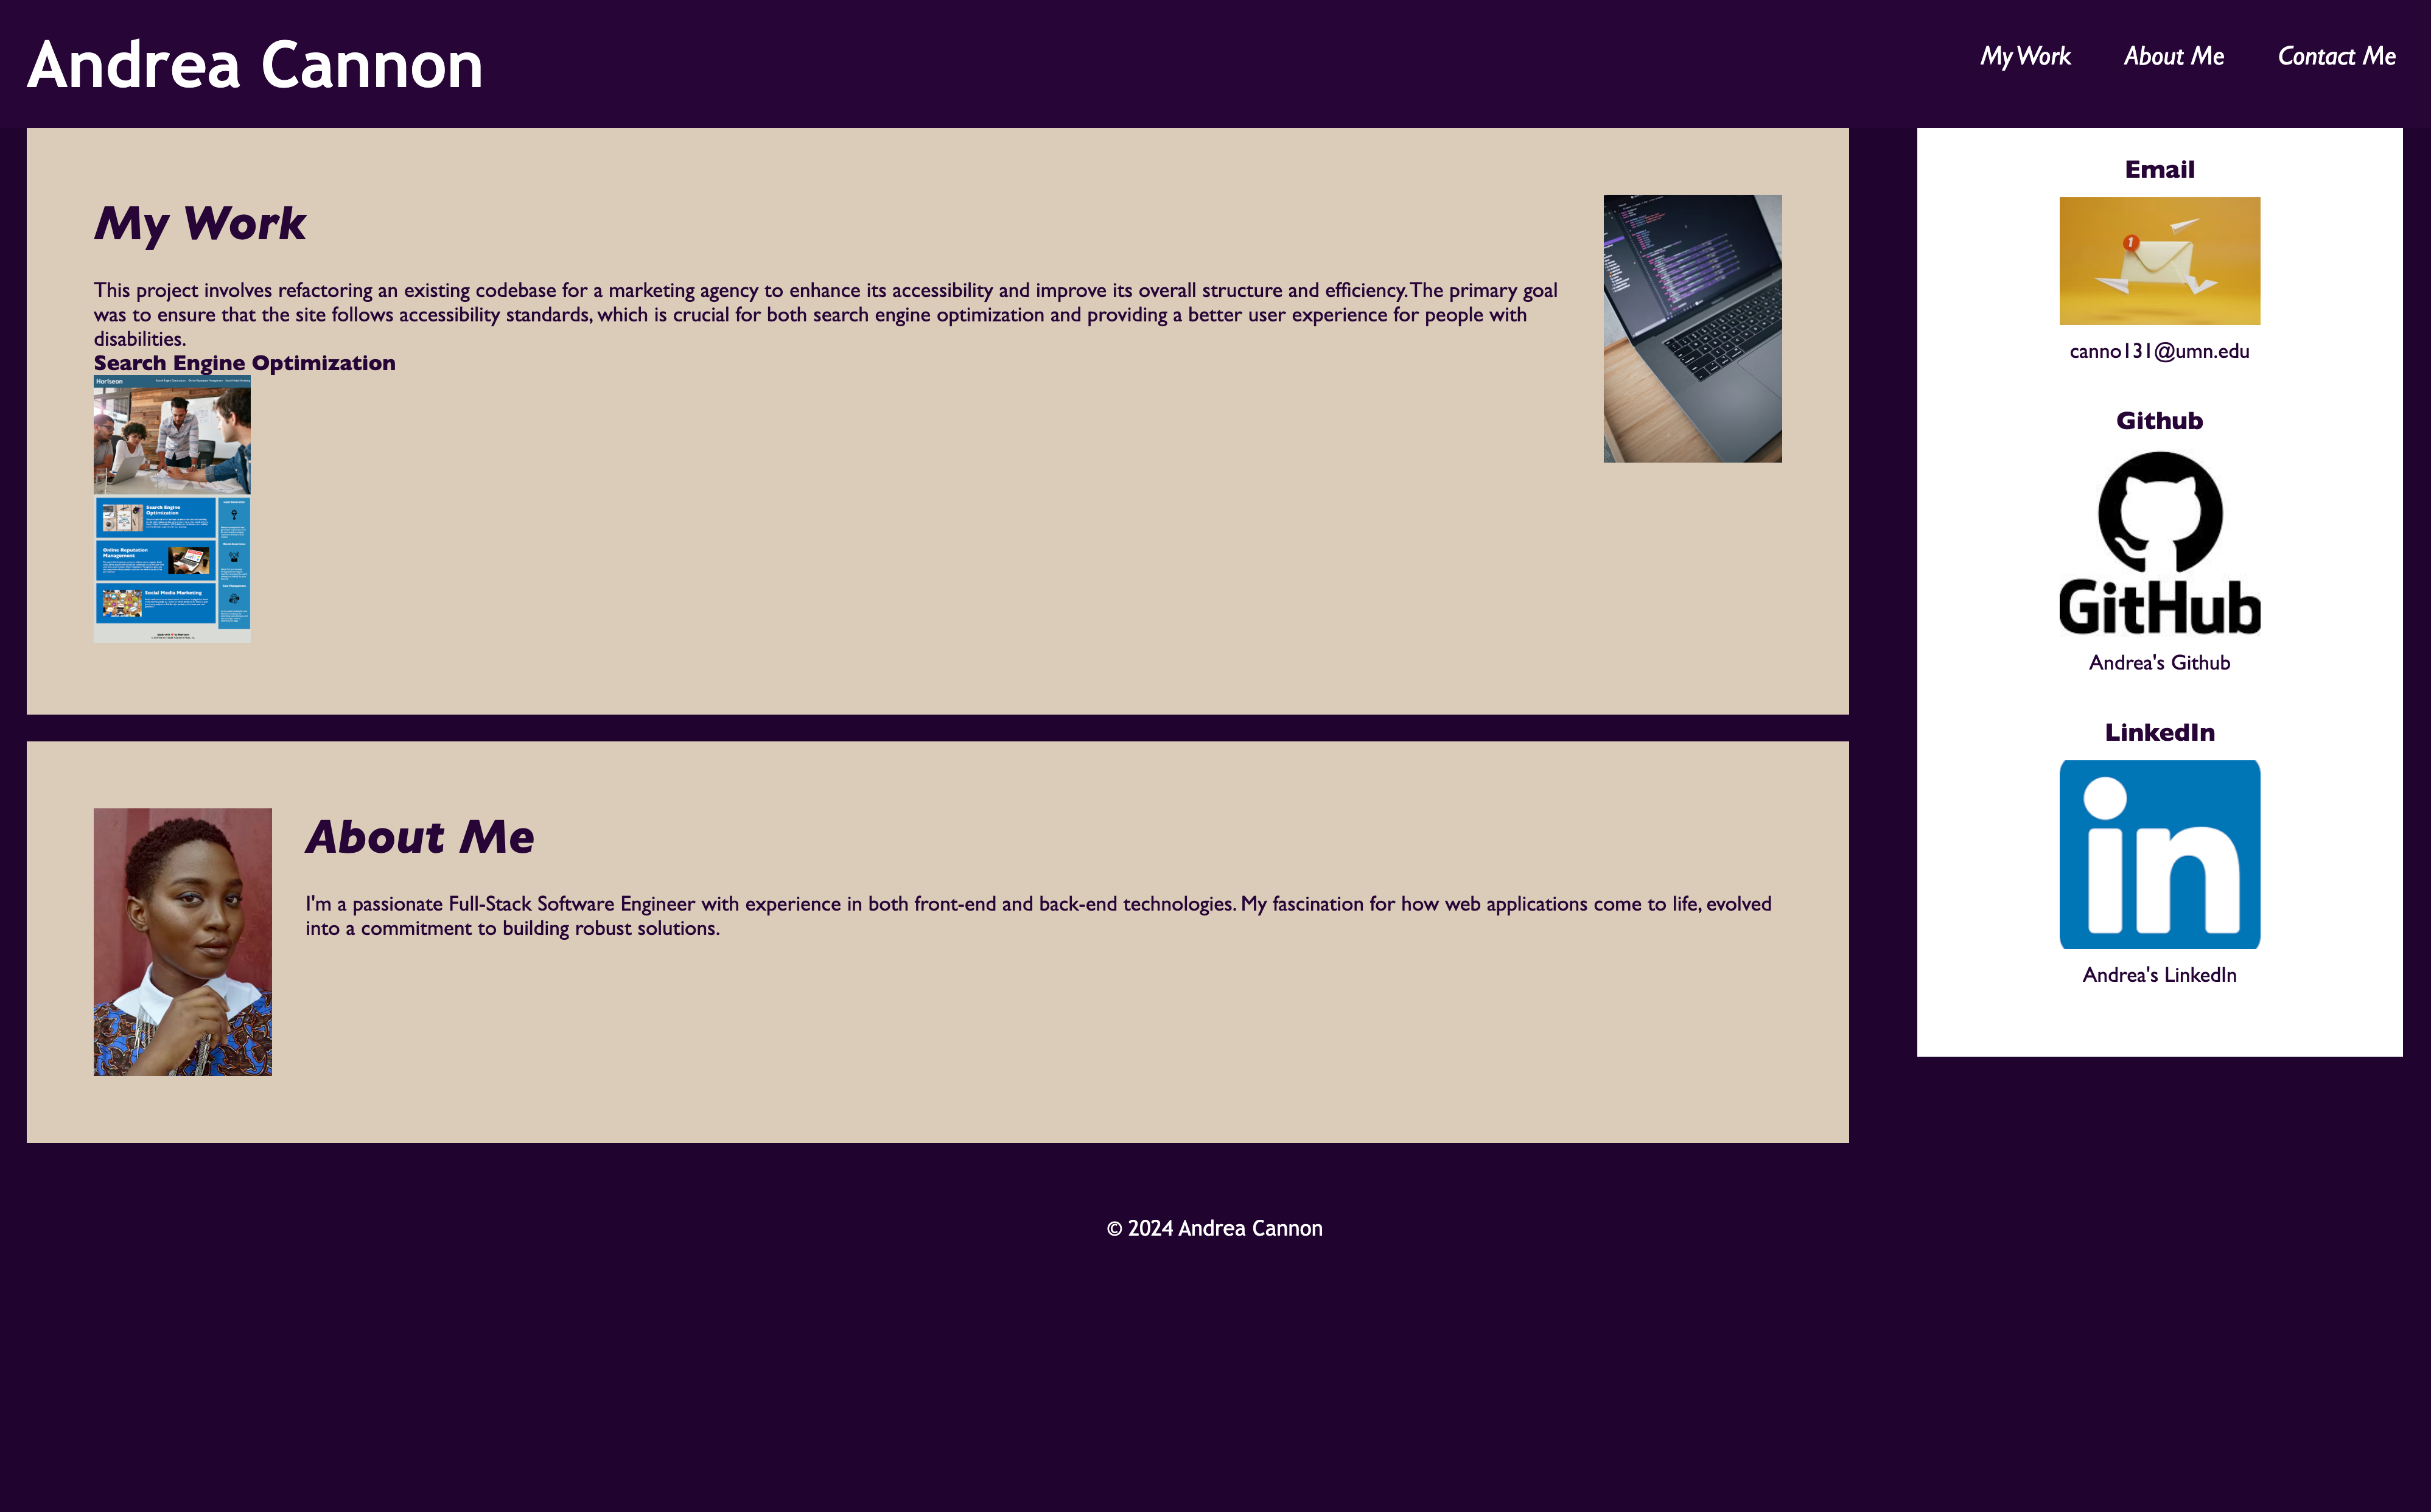 Andrea Cannon
My Work
About Me
Contact Me
My Work
This project involves refactoring an existing codebase for a marketing agency to enhance its accessibility and improve its overall structure and efficiency. The primary goal
was to ensure that the site follows accessibility standards, which is crucial for both search engine optimization and providing a better user experience for people with
disabilities.
Search Engine Optimization
Horiseon
Search Engine
Optimization
Online Reputation
Management
Social Media Marketing
About Me
I'm a passionate Full-Stack Software Engineer with experience in both front-end and back-end technologies. My fascination for how web applications come to life, evolved
into a commitment to building robust solutions.
Email
1
canno131@umn.edu
Github
GitHub
Andrea's Github
LinkedIn
in
Andrea's LinkedIn
© 2024 Andrea Cannon